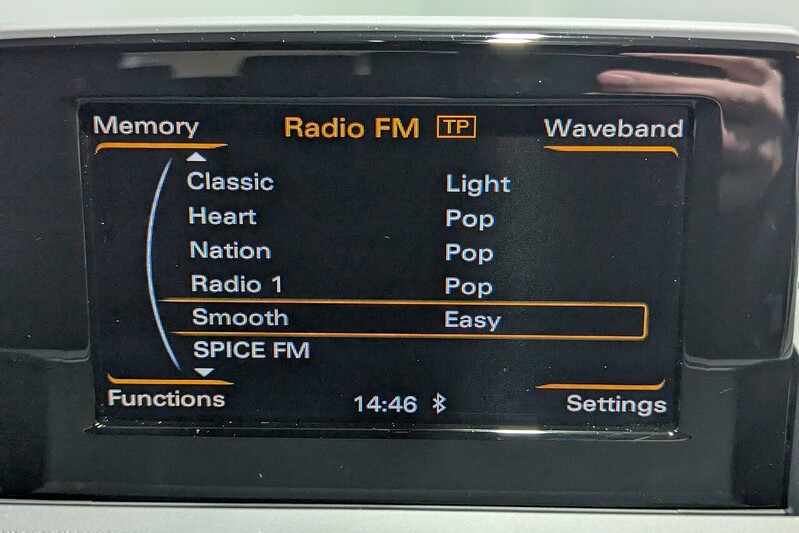 Memory Radio FM TP Waveband
Classic Light
Heart Pop
Nation Pop
Radio 1 Pop
Smooth Easy
SPICE FM
Functions 14:46 Settings